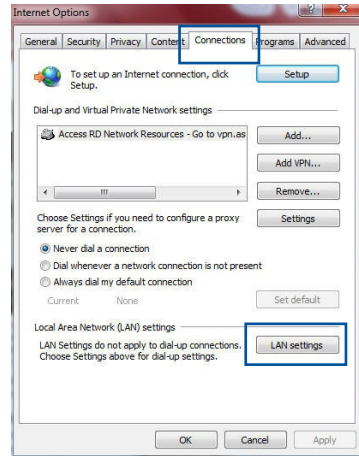 Internet Options
General Security Privacy Content Connections Programs Advanced
To set up an Internet connection, click Setup.
Setup
Dial-up and Virtual Private Network settings
Access RD Network Resources - Go to vpn.as
Add...
Add VPN...
Remove...
Choose Settings if you need to configure a proxy
server for a connection.
Settings
Never dial a connection
Dial whenever a network connection is not present
Always dial my default connection
Current None
Set default
Local Area Network (LAN) settings
LAN Settings do not apply to dial-up connections.
Choose Settings above for dial-up settings.
LAN settings
OK Cancel Apply